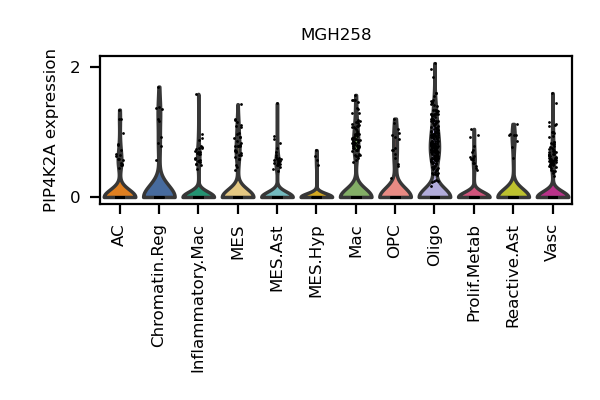 MGH258
PIP4K2A expression
2
0
AC
Chromatin.Reg
Inflammatory.Mac
MES
MES.Ast
MES.Hyp
Mac
OPC
Oligo
Prolif.Metab
Reactive.Ast
Vasc